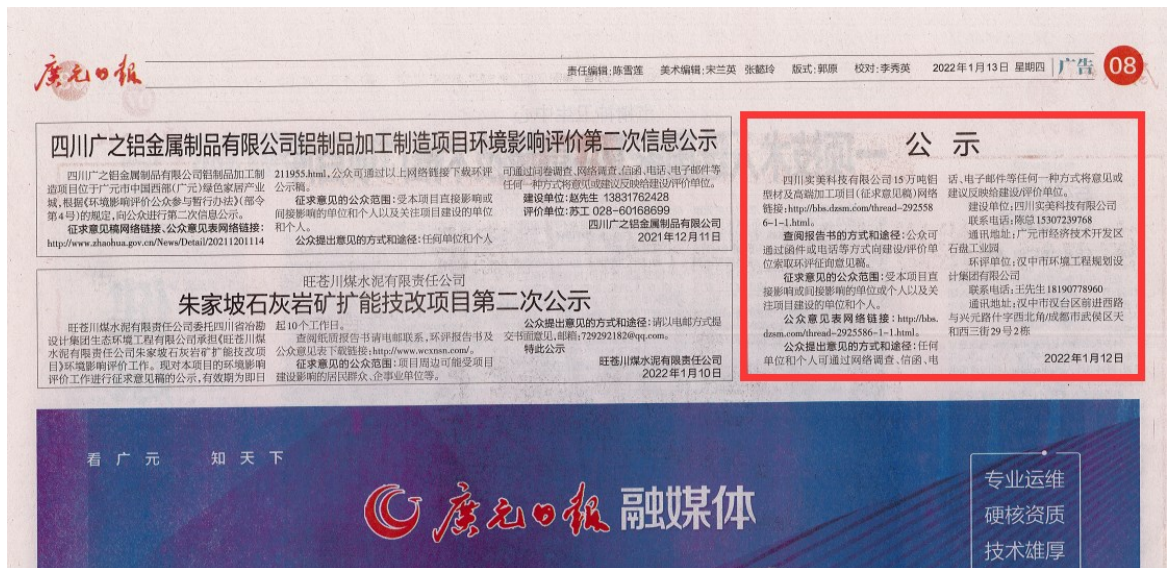 廣元日报
责任编辑:陈雪莲 美术编辑:宋兰英 张懿玲 版式:郭原 校对:李秀英 2022年1月13日 星期四 广告 08
四川广之铝金属制品有限公司铝制品加工制造项目环境影响评价第二次信息公示
四川广之铝金属制品有限公司铝制品加工制
造项目位于广元市中国西部(广元)绿色家居产业
城,根据《环境影响评价公众参与暂行办法》(部令
第4号)的规定,向公众进行第二次信息公示。
征求意见稿网络链接、公众意见表网络链接:
http://www.zhaohua.gov.cn/News/Detail/20211201114
211955.html,公众可通过以上网络链接下载环评
公示稿。
征求意见的公众范围:受本项目直接影响或
间接影响的单位和个人以及关注项目建设的单位
和个人。
公众提出意见的方式和途径:任何单位和个人
可通过问卷调查、网络调查、信函、电话、电子邮件等
任何一种方式将意见或建议反映给建设/评价单位。
建设单位:赵先生 13831762428
评价单位:苏工 028-60168699
四川广之铝金属制品有限公司
2021年12月11日
旺苍川煤水泥有限责任公司
朱家坡石灰岩矿扩能技改项目第二次公示
旺苍川煤水泥有限责任公司委托四川省冶勘
设计集团生态环境工程有限公司承担《旺苍川煤
水泥有限责任公司朱家坡灰岩矿扩能技改项
目》环境影响评价工作。现对本项目的环境影响
评价工作进行征求意见稿的公示,有效期为即日
起10个工作日。
查阅纸质报告书请电邮联系,环评报告书及
公众意见表下载链接:http://www.wcxnsn.com/。
征求意见的公众范围:项目周边可能受项目
建设影响的居民群众、企事业单位等。
公众提出意见的方式和途径:请以电邮方式提
交书面意见,邮箱:729292182@qq.com。
特此公示
旺苍川煤水泥有限责任公司
2022年1月10日
公示
四川实美科技有限公司15万吨铝
型材及高端加工项目(征求意见稿)网络
链接:http://bbs.dzsm.com/thread-292558
6-1-1.html。
查阅报告书的方式和途径:公众可
通过函件或电话等方式向建设/评价单
位索取环评征询意见稿。
征求意见的公众范围:受本项目直
接影响或间接影响的单位或个人以及关
注项目建设的单位和个人。
公众意见表网络链接:http://bbs.
dzsm.com/thread-2925586-1-1.html。
公众提出意见的方式和途径:任何
单位和个人可通过网络调查、信函、电
话、电子邮件等任何一种方式将意见或
建议反映给建设/评价单位。
建设单位:四川实美科技有限公司
联系电话:陈总15307239768
通讯地址:广元市经济技术开发区
石盘工业园
环评单位:汉中市环境工程规划设
计集团有限公司
联系电话:王先生18190778960
通讯地址:汉中市汉台区前进西路
与兴元路什字西北角/成都市武侯区天
和西三街29号2栋
2022年1月12日
看广元 知天下
廣元日报 融媒体
专业运维
硬核资质
技术雄厚